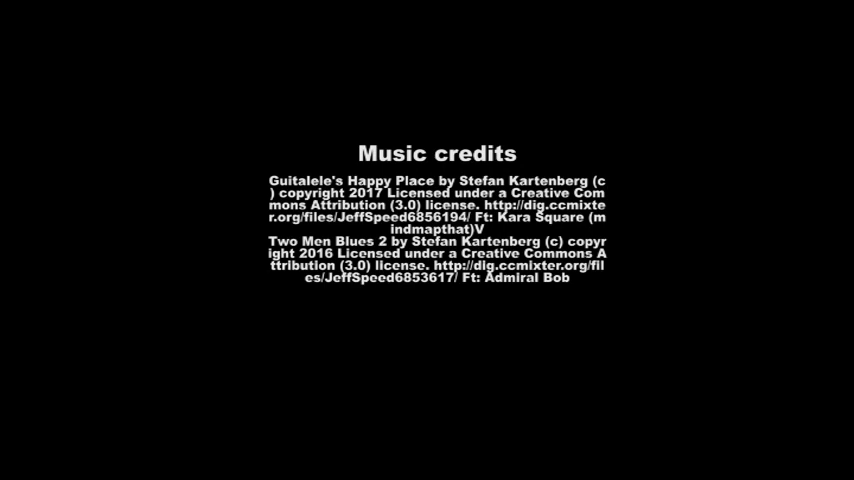 Music credits
Guitalele's Happy Place by Stefan Kartenberg (c
) copyright 2017 Licensed under a Creative Com
mons Attribution (3.0) license. http://dig.ccmixte
r.org/files/JeffSpeed6856194/ Ft: Kara Square (m
indmapthat)V
Two Men Blues 2 by Stefan Kartenberg (c) copyr
ight 2016 Licensed under a Creative Commons A
ttribution (3.0) license. http://dig.ccmixter.org/fil
es/JeffSpeed6853617/ Ft: Admiral Bob